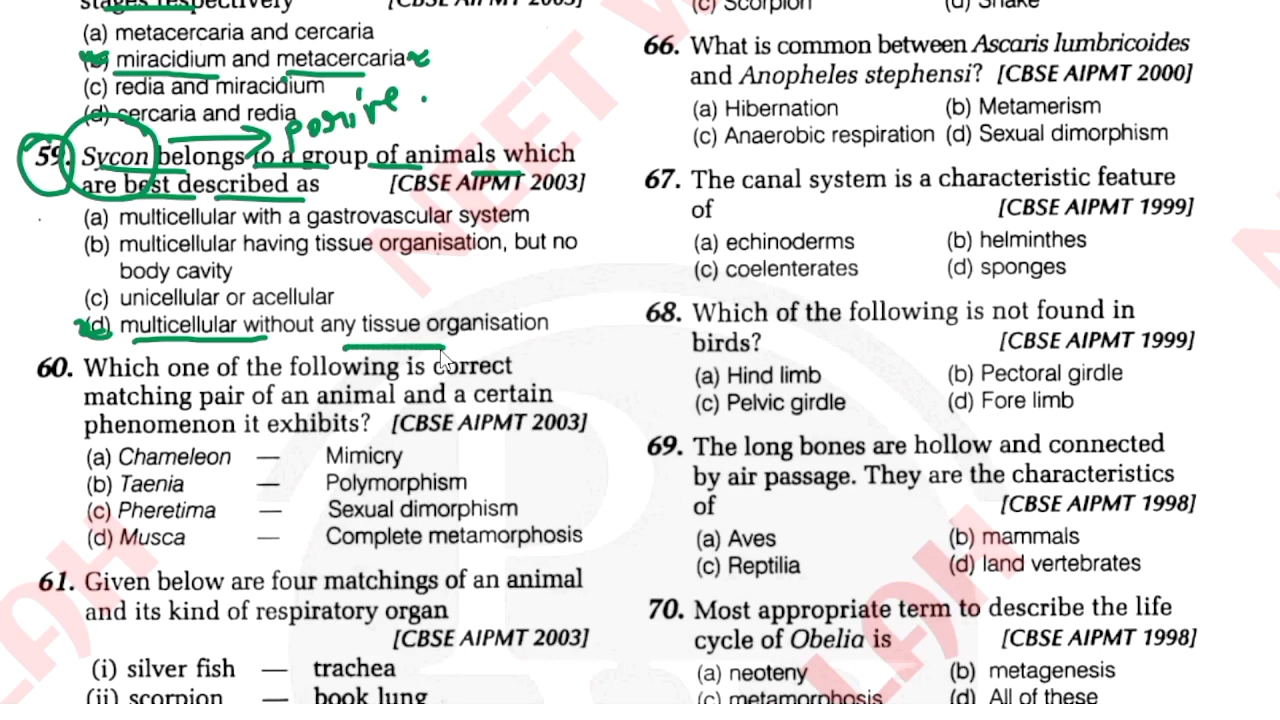 stages respectively [CBSE AIPMT 2003]
(a) metacercaria and cercaria
(b) miracidium and metacercaria
(c) redia and miracidium
(d) cercaria and redia
59. Sycon belongs to a group of animals which
are best described as [CBSE AIPMT 2003]
(a) multicellular with a gastrovascular system
(b) multicellular having tissue organisation, but no
body cavity
(c) unicellular or acellular
(d) multicellular without any tissue organisation
60. Which one of the following is correct
matching pair of an animal and a certain
phenomenon it exhibits? [CBSE AIPMT 2003]
(a) Chameleon — Mimicry
(b) Taenia — Polymorphism
(c) Pheretima — Sexual dimorphism
(d) Musca — Complete metamorphosis
61. Given below are four matchings of an animal
and its kind of respiratory organ
[CBSE AIPMT 2003]
(i) silver fish — trachea
(ii) scorpion — book lung
(c) Scorpion (d) Snake
66. What is common between Ascaris lumbricoides
and Anopheles stephensi? [CBSE AIPMT 2000]
(a) Hibernation (b) Metamerism
(c) Anaerobic respiration (d) Sexual dimorphism
67. The canal system is a characteristic feature
of [CBSE AIPMT 1999]
(a) echinoderms (b) helminthes
(c) coelenterates (d) sponges
68. Which of the following is not found in
birds? [CBSE AIPMT 1999]
(a) Hind limb (b) Pectoral girdle
(c) Pelvic girdle (d) Fore limb
69. The long bones are hollow and connected
by air passage. They are the characteristics
of [CBSE AIPMT 1998]
(a) Aves (b) mammals
(c) Reptilia (d) land vertebrates
70. Most appropriate term to describe the life
cycle of Obelia is [CBSE AIPMT 1998]
(a) neoteny (b) metagenesis
(c) metamorphosis (d) All of these
NEET W
LAH
LAH